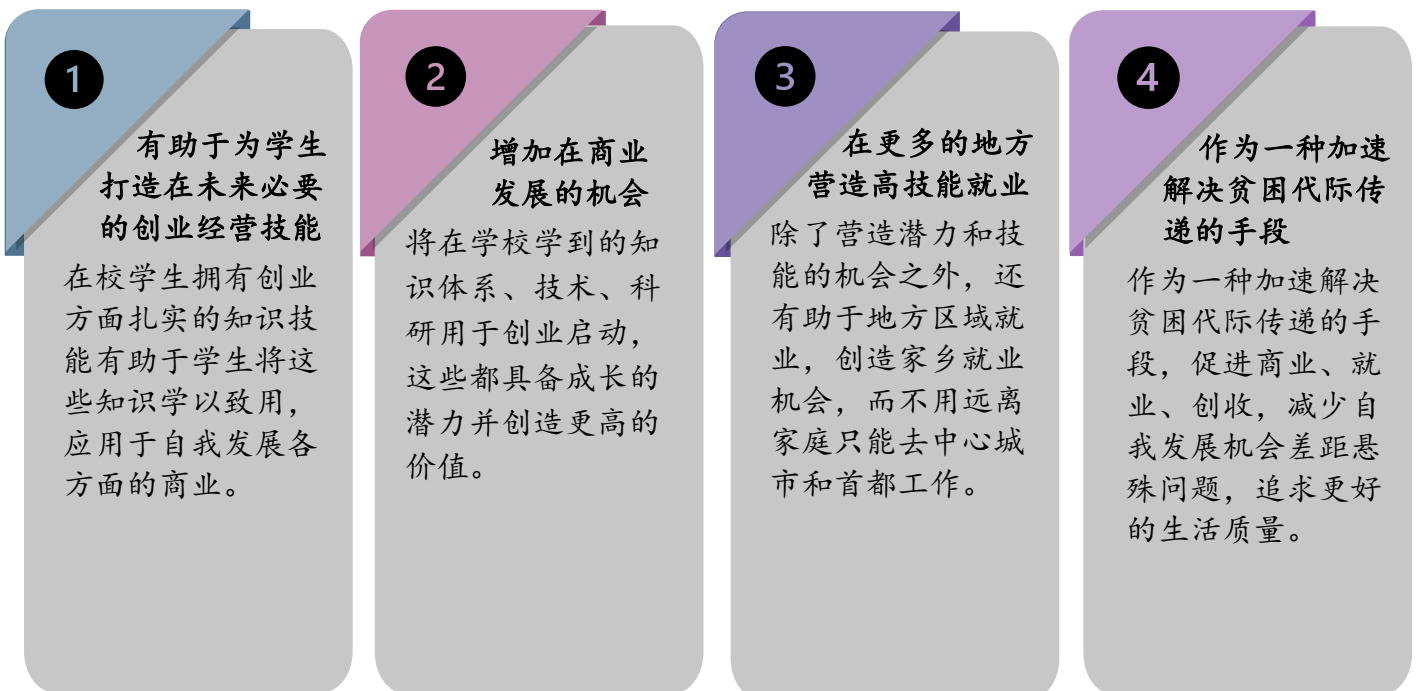 1
有助于为学生
打造在未来必要
的创业经营技能
在校学生拥有创业
方面扎实的知识技
能有助于学生将这
些知识学以致用，
应用于自我发展各
方面的商业。
2
增加在商业
发展的机会
将在学校学到的知
识体系、技术、科
研用于创业启动，
这些都具备成长的
潜力并创造更高的
价值。
3
在更多的地方
营造高技能就业
除了营造潜力和技
能的机会之外，还
有助于地方区域就
业，创造家乡就业
机会，而不用远离
家庭只能去中心城
市和首都工作。
4
作为一种加速
解决贫困代际传
递的手段
作为一种加速解决
贫困代际传递的手
段，促进商业、就
业、创收，减少自
我发展机会差距悬
殊问题，追求更好
的生活质量。